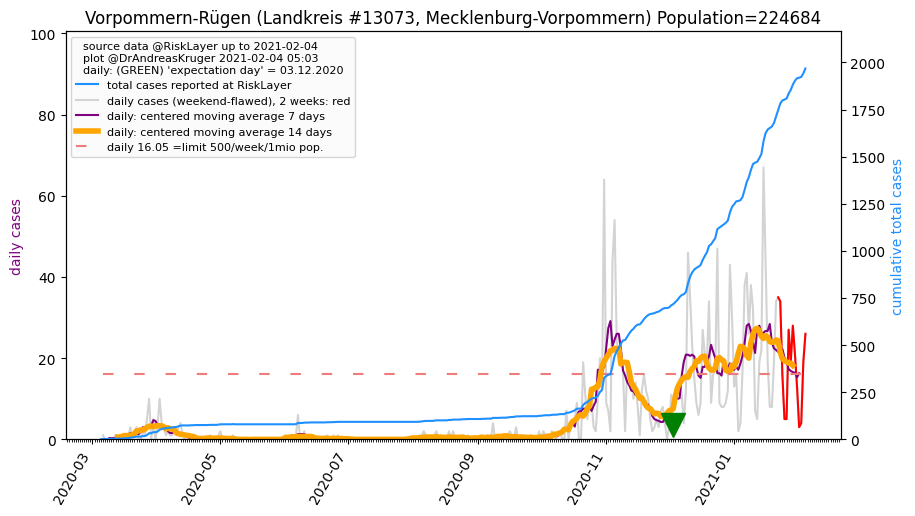 Vorpommern-Rügen (Landkreis #13073, Mecklenburg-Vorpommern) Population=224684
source data @RiskLayer up to 2021-02-04
plot @DrAndreasKruger 2021-02-04 05:03
daily: (GREEN) 'expectation day' = 03.12.2020
total cases reported at RiskLayer
daily cases (weekend-flawed), 2 weeks: red
daily: centered moving average 7 days
daily: centered moving average 14 days
daily 16.05 =limit 500/week/1mio pop.
daily cases
100
80
60
40
20
0
cumulative total cases
2000
1750
1500
1250
1000
750
500
250
0
2020-03
2020-05
2020-07
2020-09
2020-11
2021-01